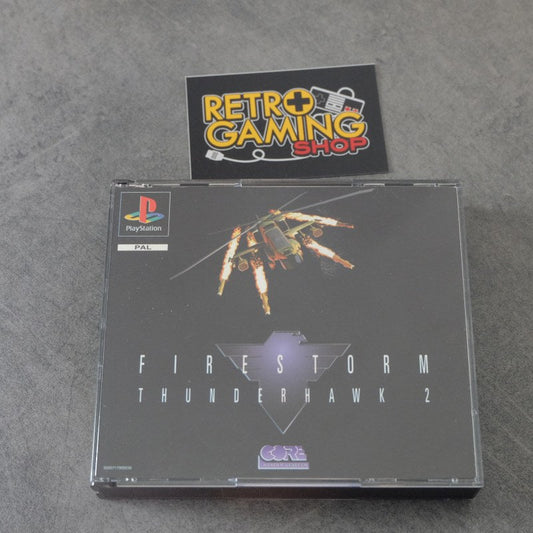 RETRO
GAMING
SHOP
PlayStation
PAL
FIRESTORM
THUNDERHAWK 2
CORE